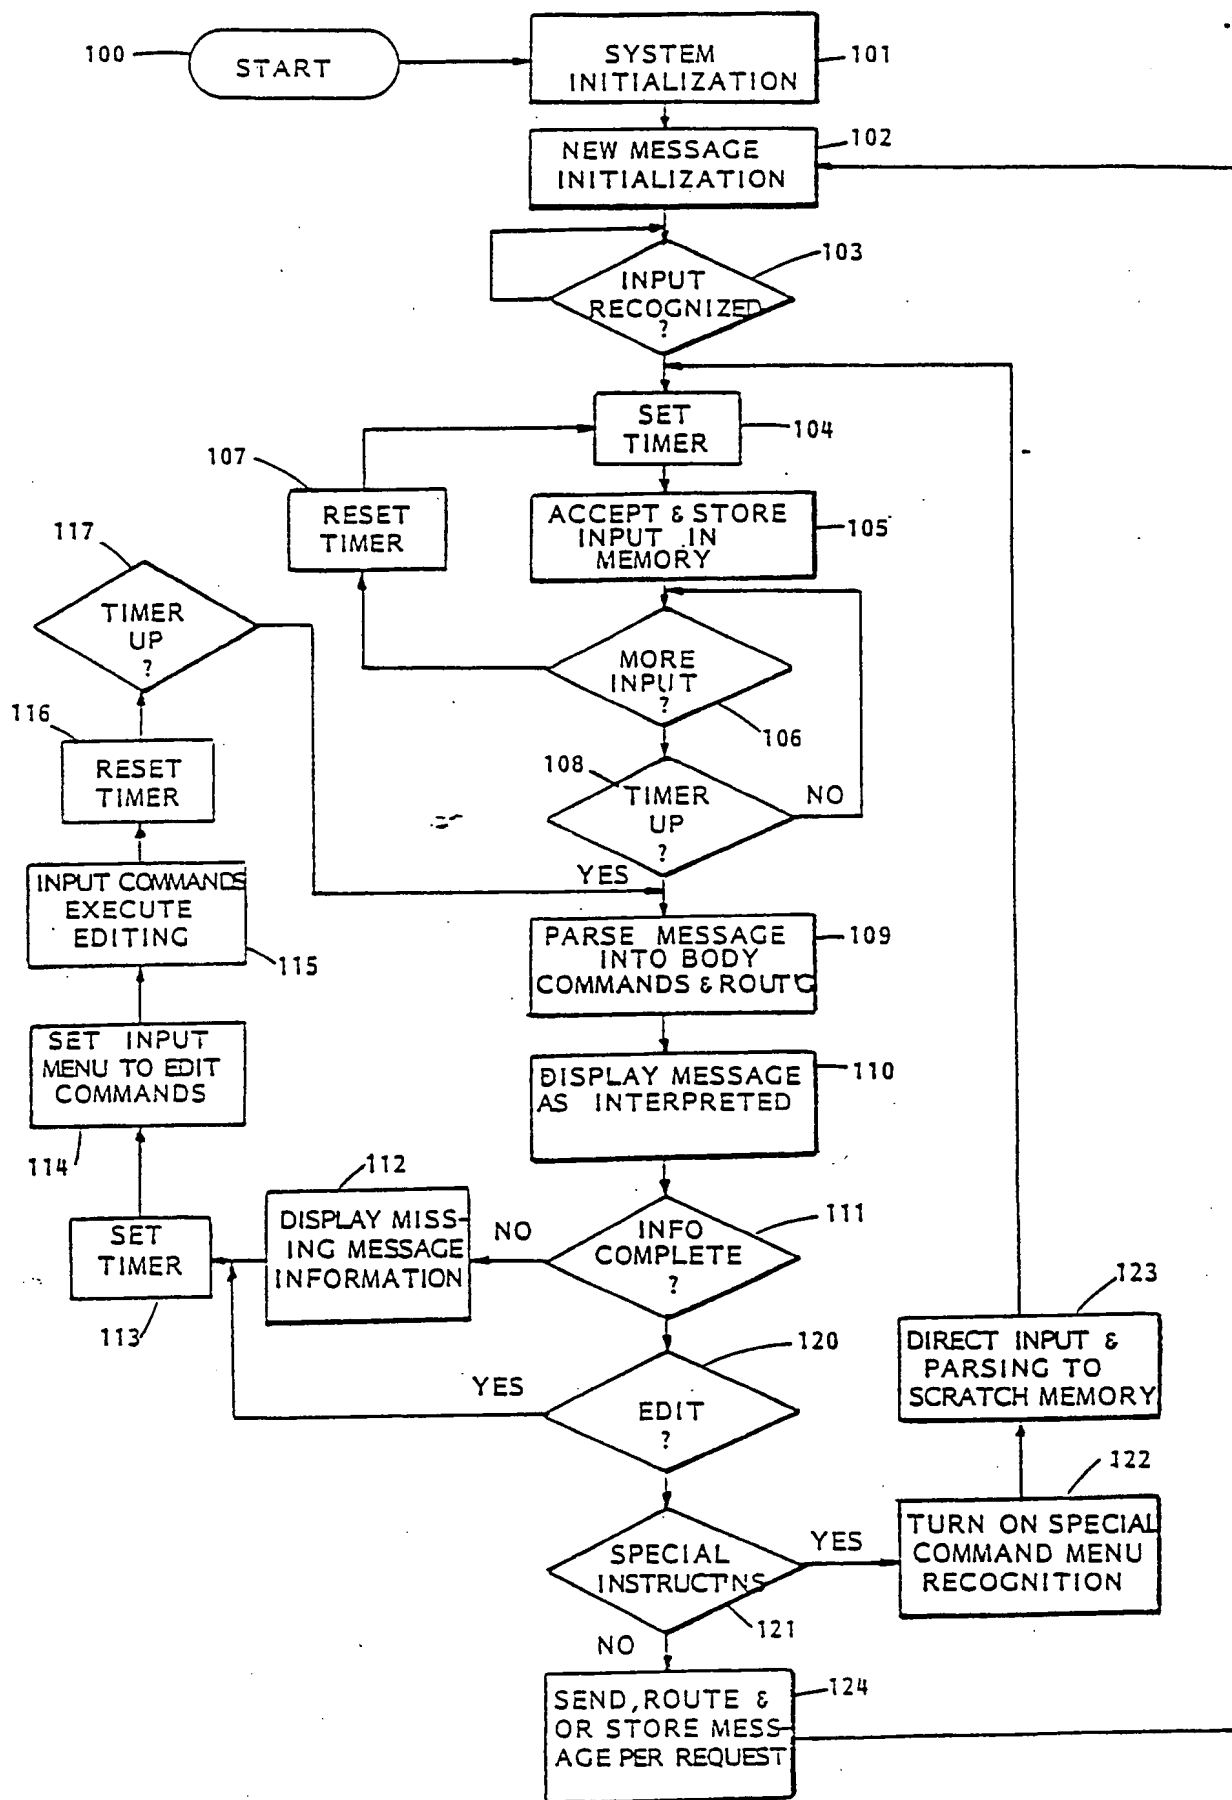 100
START
SYSTEM
INITIALIZATION
101
NEW MESSAGE
INITIALIZATION
102
INPUT
RECOGNIZED
?
103
SET
TIMER
104
107
RESET
TIMER
ACCEPT & STORE
INPUT IN
MEMORY
105
117
TIMER
UP
?
MORE
INPUT
?
106
116
RESET
TIMER
108
TIMER
UP
?
NO
YES
INPUT COMMANDS
EXECUTE
EDITING
115
PARSE MESSAGE
INTO BODY
COMMANDS & ROUT'G
109
SET INPUT
MENU TO EDIT
COMMANDS
114
DISPLAY MESSAGE
AS INTERPRETED
110
112
DISPLAY MISS-
ING MESSAGE
INFORMATION
NO
INFO
COMPLETE
?
111
SET
TIMER
113
120
YES
EDIT
?
123
DIRECT INPUT &
PARSING TO
SCRATCH MEMORY
122
TURN ON SPECIAL
COMMAND MENU
RECOGNITION
SPECIAL
INSTRUCT'NS
YES
121
NO
SEND, ROUTE &
OR STORE MESS-
AGE PER REQUEST
124